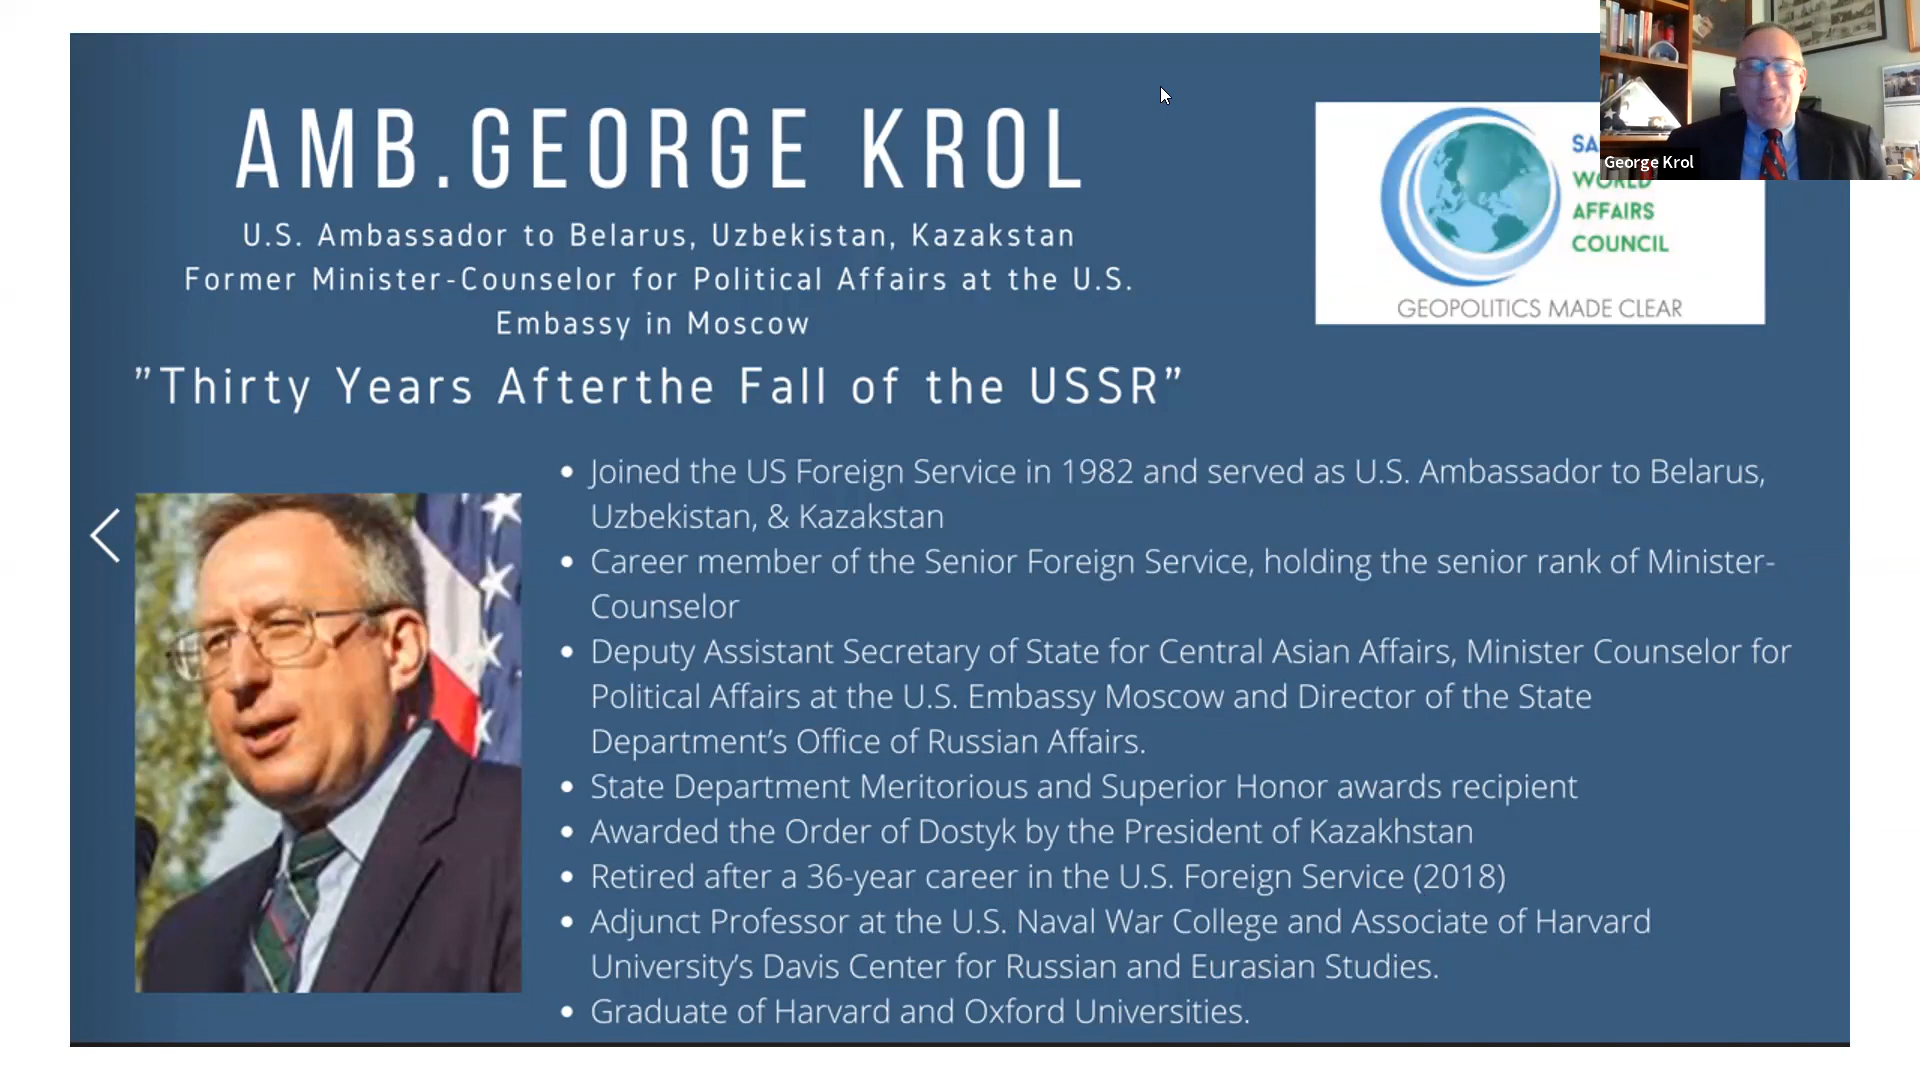 AMB.GEORGE KROL
U.S. Ambassador to Belarus, Uzbekistan, Kazakstan
Former Minister-Counselor for Political Affairs at the U.S.
Embassy in Moscow
”Thirty Years Afterthe Fall of the USSR”
SA
WORLD
AFFAIRS
COUNCIL
GEOPOLITICS MADE CLEAR
George Krol
• Joined the US Foreign Service in 1982 and served as U.S. Ambassador to Belarus,
Uzbekistan, & Kazakstan
• Career member of the Senior Foreign Service, holding the senior rank of Minister-
Counselor
• Deputy Assistant Secretary of State for Central Asian Affairs, Minister Counselor for
Political Affairs at the U.S. Embassy Moscow and Director of the State
Department’s Office of Russian Affairs.
• State Department Meritorious and Superior Honor awards recipient
• Awarded the Order of Dostyk by the President of Kazakhstan
• Retired after a 36-year career in the U.S. Foreign Service (2018)
• Adjunct Professor at the U.S. Naval War College and Associate of Harvard
University’s Davis Center for Russian and Eurasian Studies.
• Graduate of Harvard and Oxford Universities.